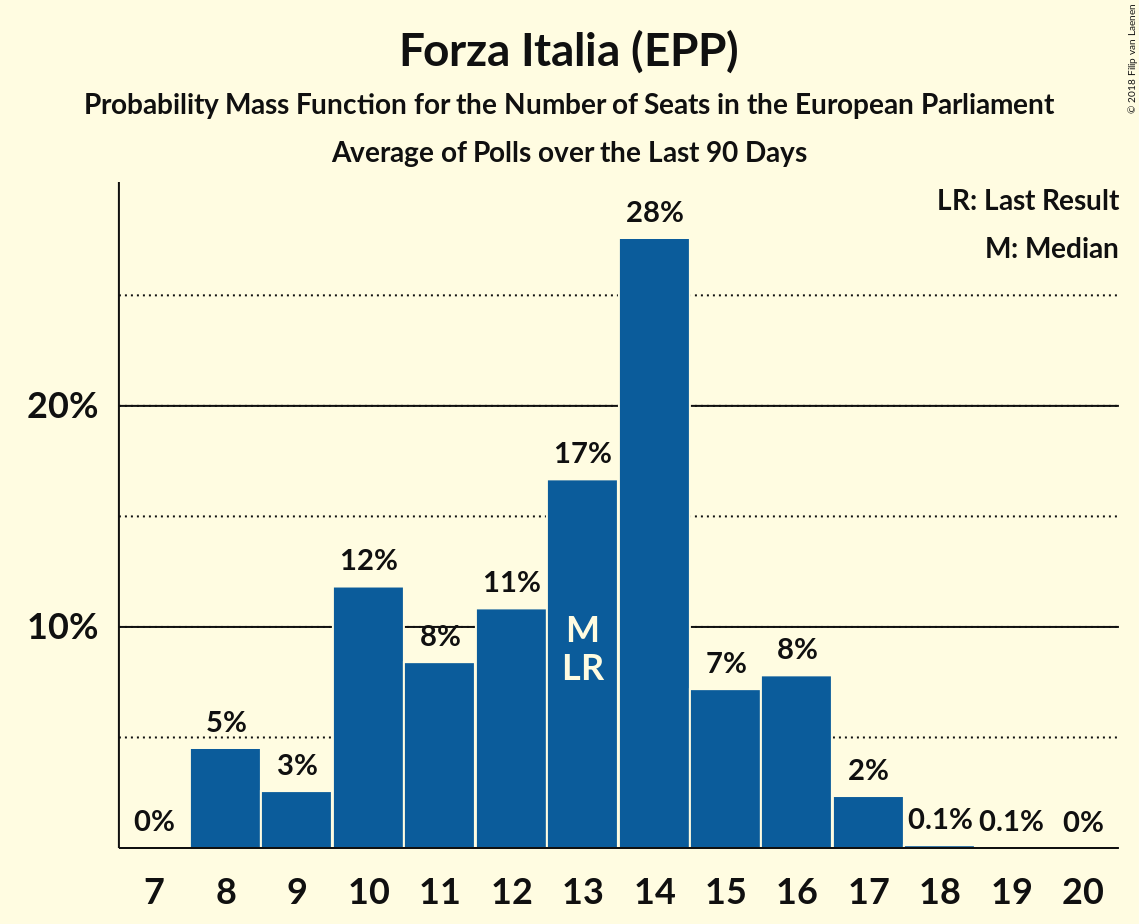 Forza Italia (EPP)
Probability Mass Function for the Number of Seats in the European Parliament
Average of Polls over the Last 90 Days
© 2018 Filip van Laenen
LR: Last Result
M: Median
28%
20%
17%
12%
11%
10%
8%
M
LR
7%
8%
5%
3%
2%
0%
0.1%
0.1%
0%
7 8 9 10 11 12 13 14 15 16 17 18 19 20